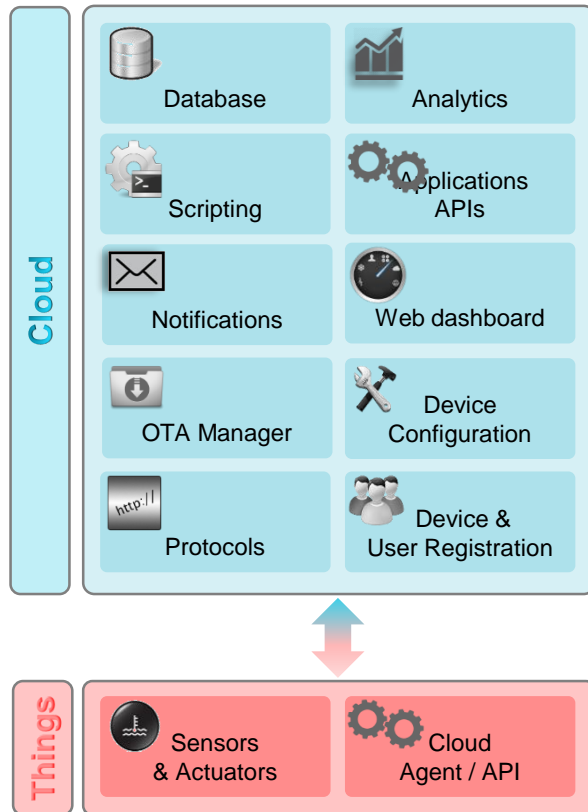 Cloud
Database
Analytics
>_
Scripting
Applications
APIs
Notifications
Web dashboard
OTA Manager
Device
Configuration
http://
Protocols
Device &
User Registration
Things
Sensors
& Actuators
Cloud
Agent / API